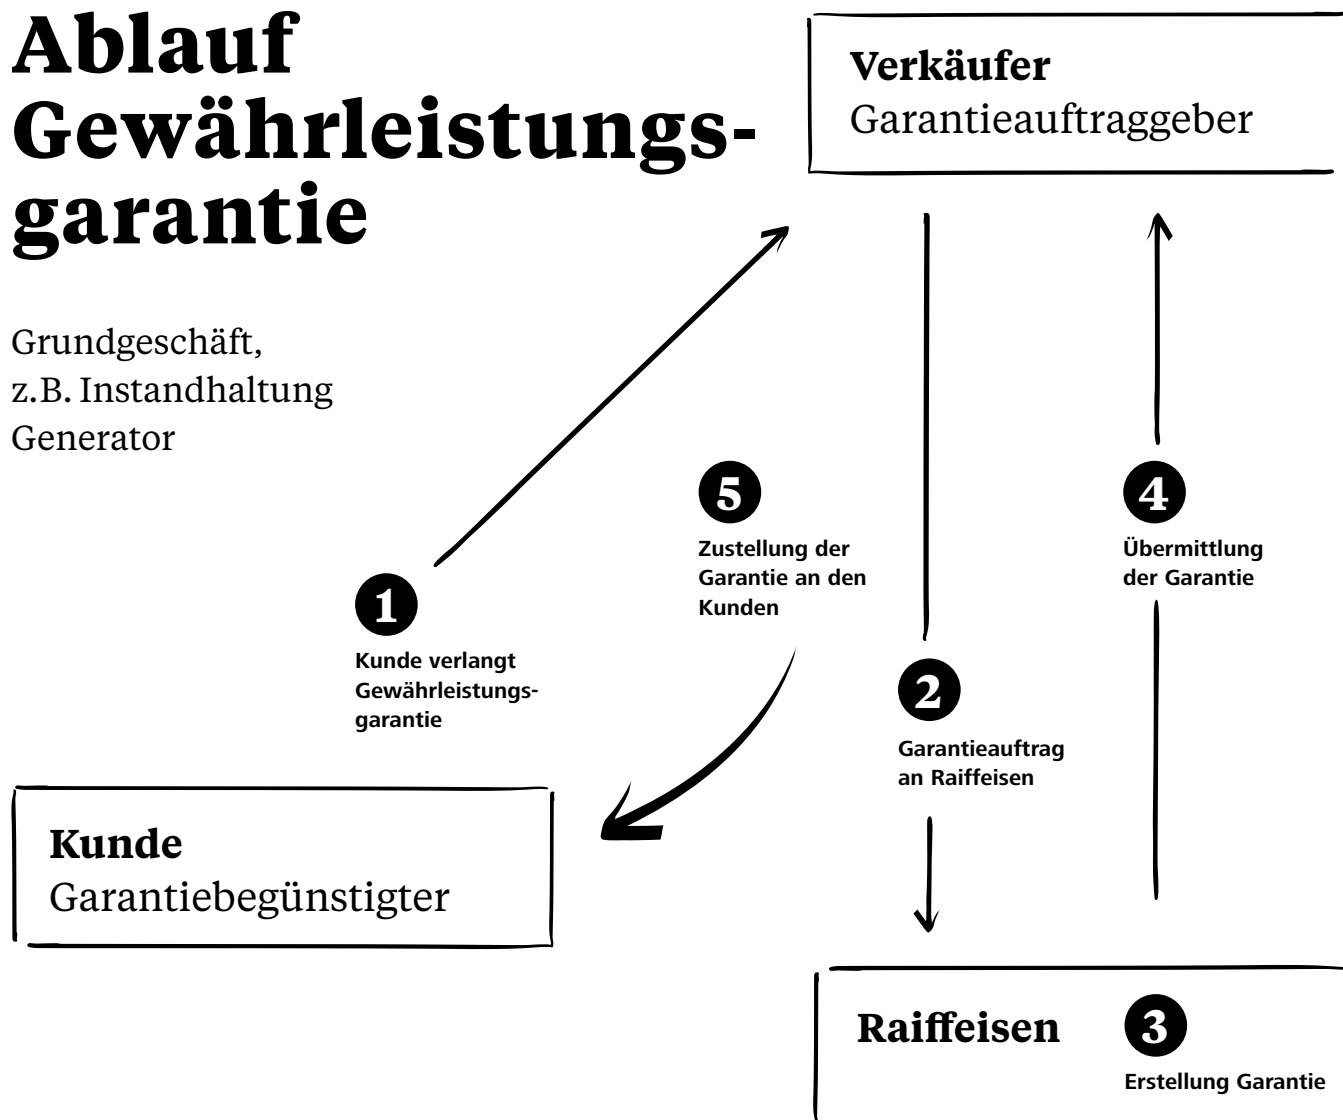 Ablauf
Gewährleistungs-
garantie
Grundgeschäft,
z.B. Instandhaltung
Generator
Verkäufer
Garantieauftraggeber
1
Kunde verlangt
Gewährleistungs-
garantie
5
Zustellung der
Garantie an den
Kunden
2
Garantieauftrag
an Raiffeisen
4
Übermittlung
der Garantie
Kunde
Garantiebegünstigter
Raiffeisen
3
Erstellung Garantie